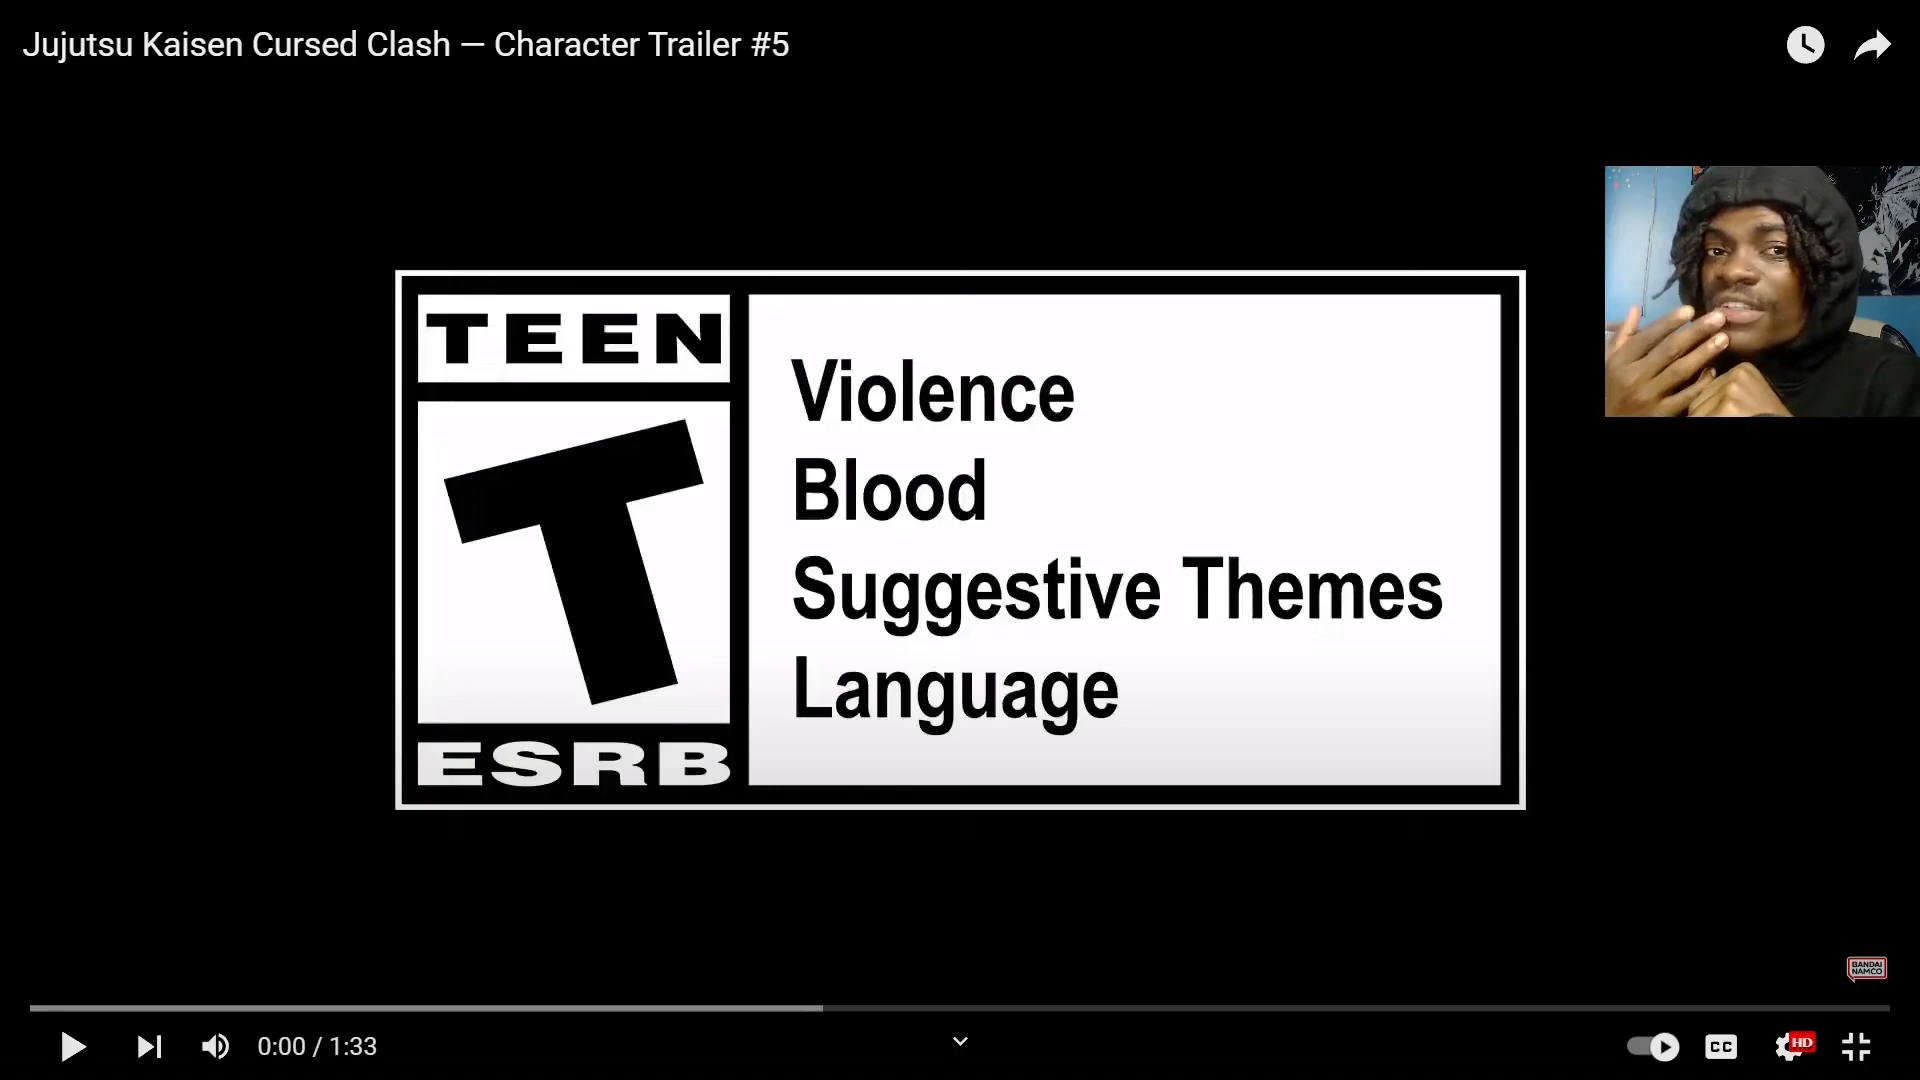 Jujutsu Kaisen Cursed Clash — Character Trailer #5
TEEN
T
ESRB
Violence
Blood
Suggestive Themes
Language
BANDAI
NAMCO
0:00 / 1:33
CC
HD